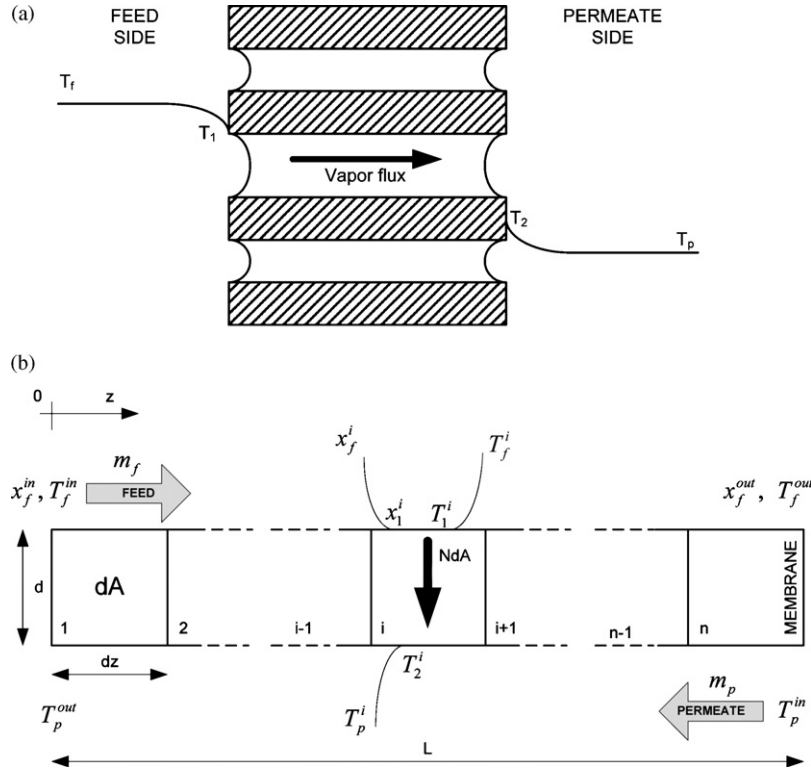 (a)
FEED SIDE
PERMEATE SIDE
T_f
T_1
Vapor flux
T_2
T_p
(b)
0 z
x_f^i T_f^i
m_f
x_f^{in}, T_f^{in} FEED x_f^{out}, T_f^{out}
x_1^i T_1^i
d dA NdA MEMBRANE
1 2 i-1 i i+1 n-1 n
dz T_2^i
m_p
T_p^{out} T_p^i PERMEATE T_p^{in}
L